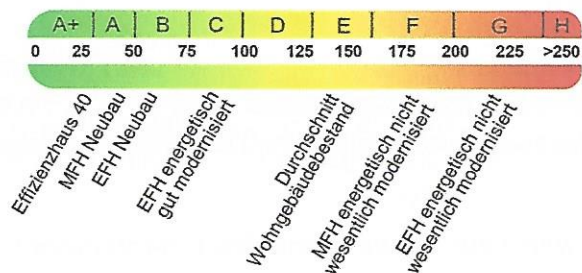 A+ A B C D E F G H
0 25 50 75 100 125 150 175 200 225 >250
Effizienzhaus 40
MFH Neubau
EFH Neubau
EFH energetisch
gut modernisiert
Durchschnitt
Wohngebäudebestand
MFH energetisch nicht
wesentlich modernisiert
EFH energetisch nicht
wesentlich modernisiert